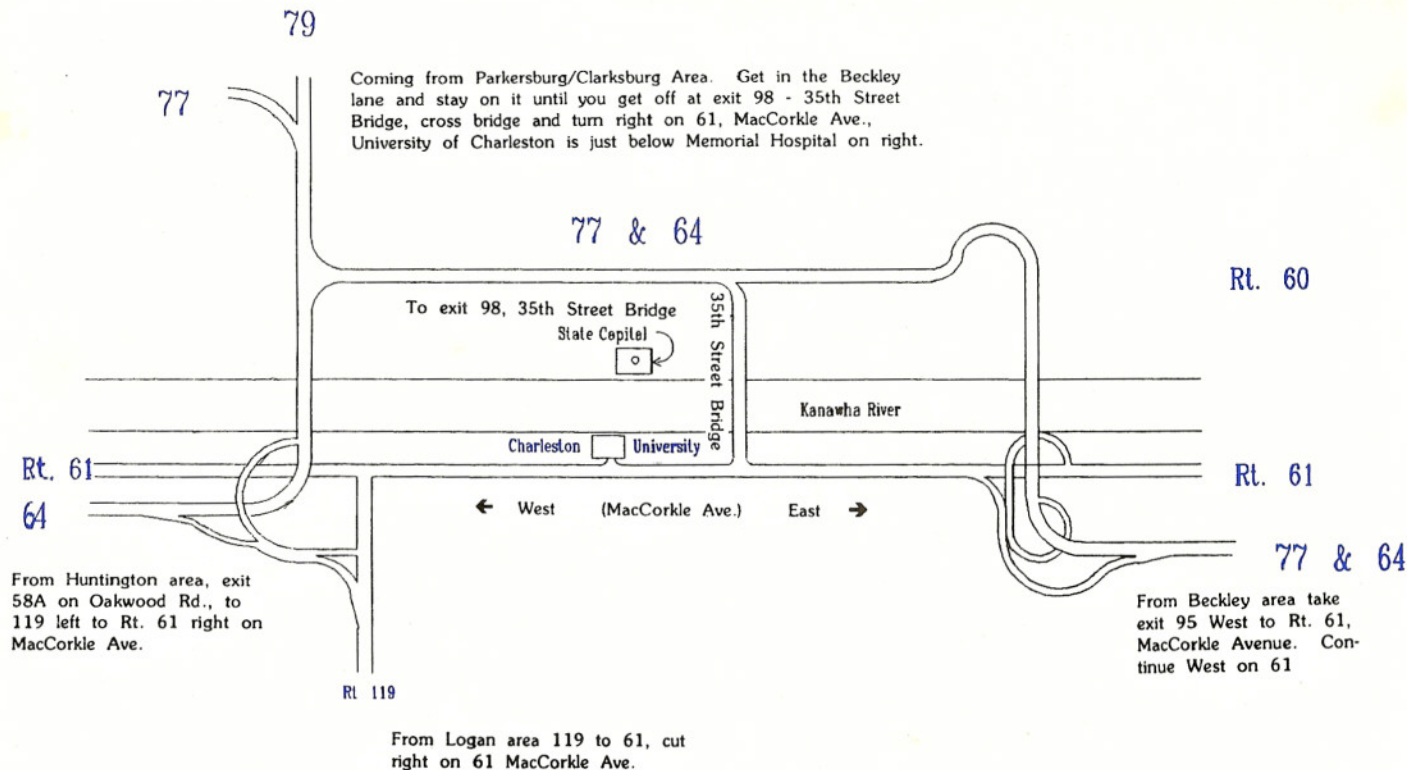 79
77
Coming from Parkersburg/Clarksburg Area. Get in the Beckley
lane and stay on it until you get off at exit 98 - 35th Street
Bridge, cross bridge and turn right on 61, MacCorkle Ave.,
University of Charleston is just below Memorial Hospital on right.
77 & 64
Rt. 60
To exit 98, 35th Street Bridge
State Capitol
35th Street Bridge
Kanawha River
Charleston University
Rt. 61
Rt. 61
64
← West (MacCorkle Ave.) East →
77 & 64
From Huntington area, exit
58A on Oakwood Rd., to
119 left to Rt. 61 right on
MacCorkle Ave.
From Beckley area take
exit 95 West to Rt. 61,
MacCorkle Avenue. Con-
tinue West on 61
Rt 119
From Logan area 119 to 61, cut
right on 61 MacCorkle Ave.